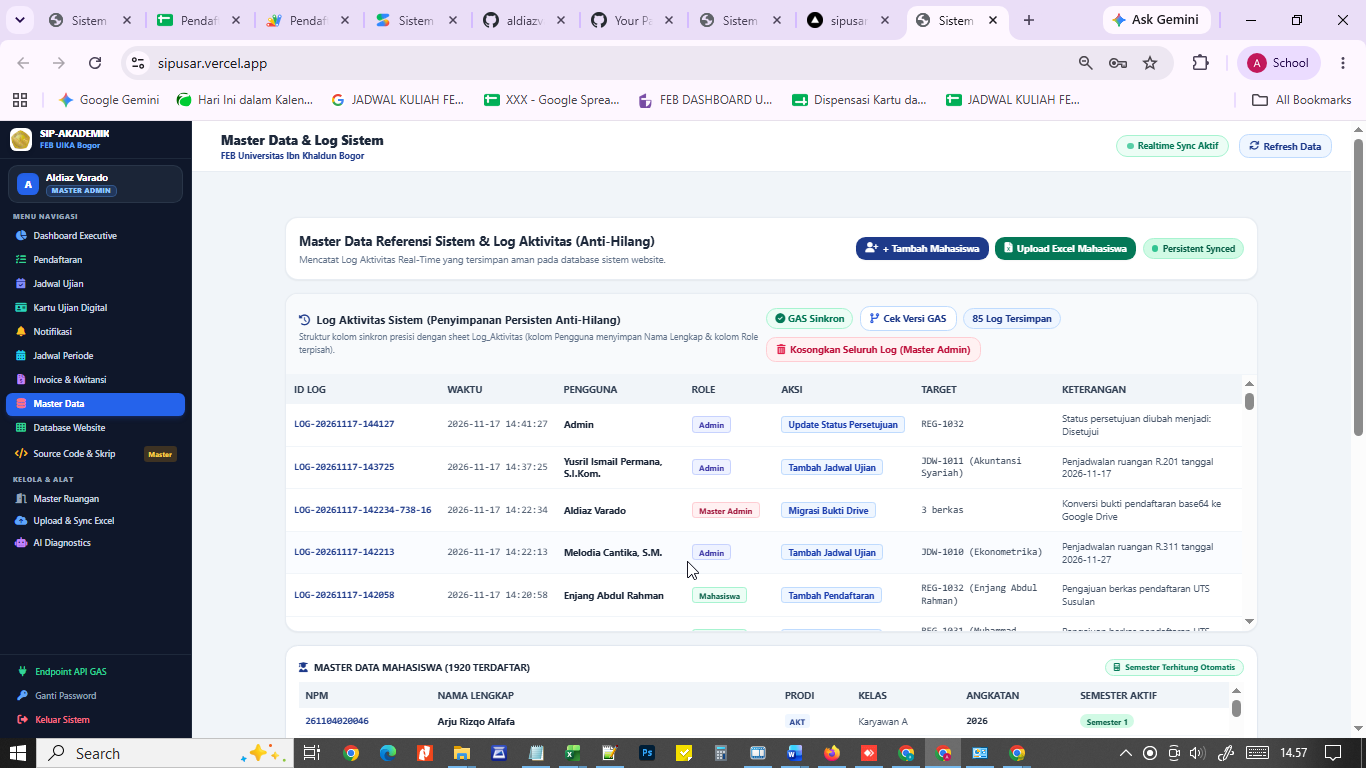 Sistem
Pendaf
Pendaf
Sistem
aldiazv
Your Pa
Sistem
sipusar
Sistem
Ask Gemini
sipusar.vercel.app
School
Google Gemini
Hari Ini dalam Kalen...
JADWAL KULIAH FE...
XXX - Google Sprea...
FEB DASHBOARD U...
Dispensasi Kartu da...
JADWAL KULIAH FE...
All Bookmarks
SIP-AKADEMIK
FEB UIKA Bogor
A
Aldiaz Varado
MASTER ADMIN
MENU NAVIGASI
Dashboard Executive
Pendaftaran
Jadwal Ujian
Kartu Ujian Digital
Notifikasi
Jadwal Periode
Invoice & Kwitansi
Master Data
Database Website
Source Code & Skrip
Master
KELOLA & ALAT
Master Ruangan
Upload & Sync Excel
AI Diagnostics
Endpoint API GAS
Ganti Password
Keluar Sistem
Master Data & Log Sistem
FEB Universitas Ibn Khaldun Bogor
Realtime Sync Aktif
Refresh Data
Master Data Referensi Sistem & Log Aktivitas (Anti-Hilang)
Mencatat Log Aktivitas Real-Time yang tersimpan aman pada database sistem website.
+ Tambah Mahasiswa
Upload Excel Mahasiswa
Persistent Synced
Log Aktivitas Sistem (Penyimpanan Persisten Anti-Hilang)
Struktur kolom sinkron presisi dengan sheet Log_Aktivitas (kolom Pengguna menyimpan Nama Lengkap & kolom Role
terpisah).
GAS Sinkron
Cek Versi GAS
85 Log Tersimpan
Kosongkan Seluruh Log (Master Admin)
ID LOG WAKTU PENGGUNA ROLE AKSI TARGET KETERANGAN
LOG-20261117-144127 2026-11-17 14:41:27 Admin Admin Update Status Persetujuan REG-1032 Status persetujuan diubah menjadi:
Disetujui
LOG-20261117-143725 2026-11-17 14:37:25 Yusril Ismail Permana,
S.I.Kom. Admin Tambah Jadwal Ujian JDW-1011 (Akuntansi
Syariah) Penjadwalan ruangan R.201 tanggal
2026-11-17
LOG-20261117-142234-738-16 2026-11-17 14:22:34 Aldiaz Varado Master Admin Migrasi Bukti Drive 3 berkas Konversi bukti pendaftaran base64 ke
Google Drive
LOG-20261117-142213 2026-11-17 14:22:13 Melodia Cantika, S.M. Admin Tambah Jadwal Ujian JDW-1010 (Ekonometrika) Penjadwalan ruangan R.311 tanggal
2026-11-27
LOG-20261117-142058 2026-11-17 14:20:58 Enjang Abdul Rahman Mahasiswa Tambah Pendaftaran REG-1032 (Enjang Abdul
Rahman) Pengajuan berkas pendaftaran UTS
Susulan
REG-1031 (Muhammad Pengajuan berkas pendaftaran UTS
MASTER DATA MAHASISWA (1920 TERDAFTAR)
Semester Terhitung Otomatis
NPM NAMA LENGKAP PRODI KELAS ANGKATAN SEMESTER AKTIF
261104020046 Arju Rizqo Alfafa AKT Karyawan A 2026 Semester 1
Search
14.57